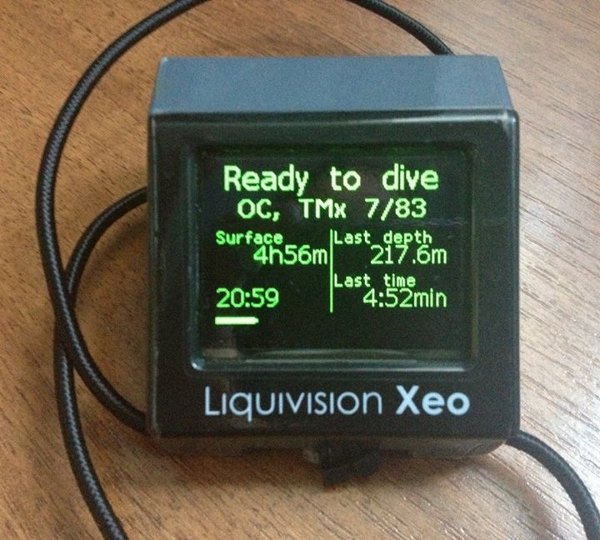 Ready to dive
OC, TMx 7/83
Surface
4h56m
Last depth
217.6m
Last time
4:52min
20:59
Liquivision Xeo